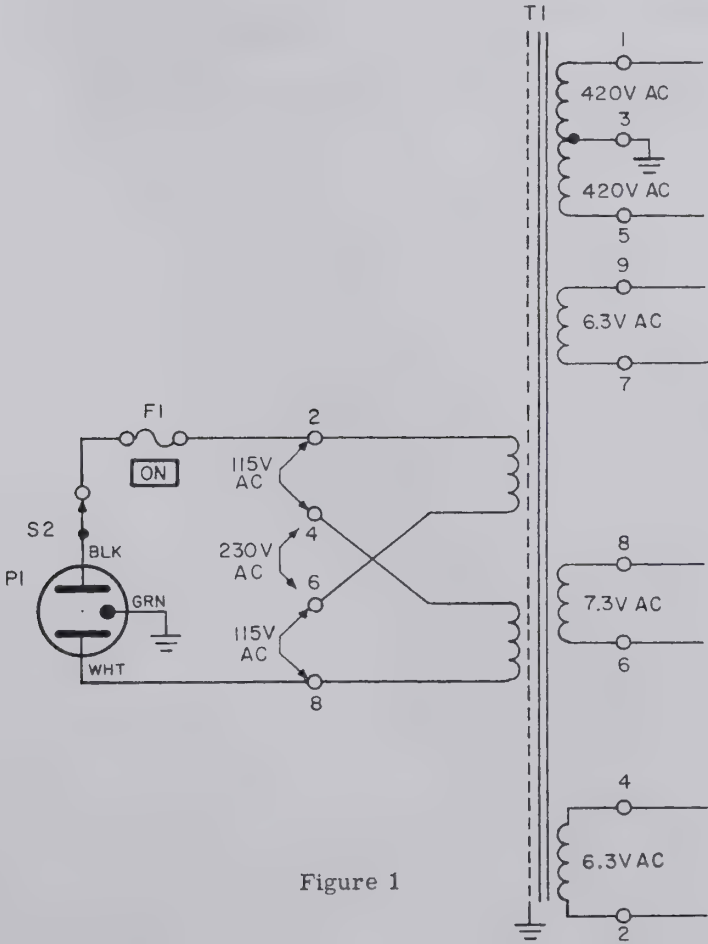 T1
1
420V AC
3
420V AC
5
9
6.3V AC
7
F1
ON
2
115V
AC
4
S2
BLK
230V
AC
6
P1
GRN
115V
AC
WHT
8
8
7.3V AC
6
4
6.3V AC
2
Figure 1